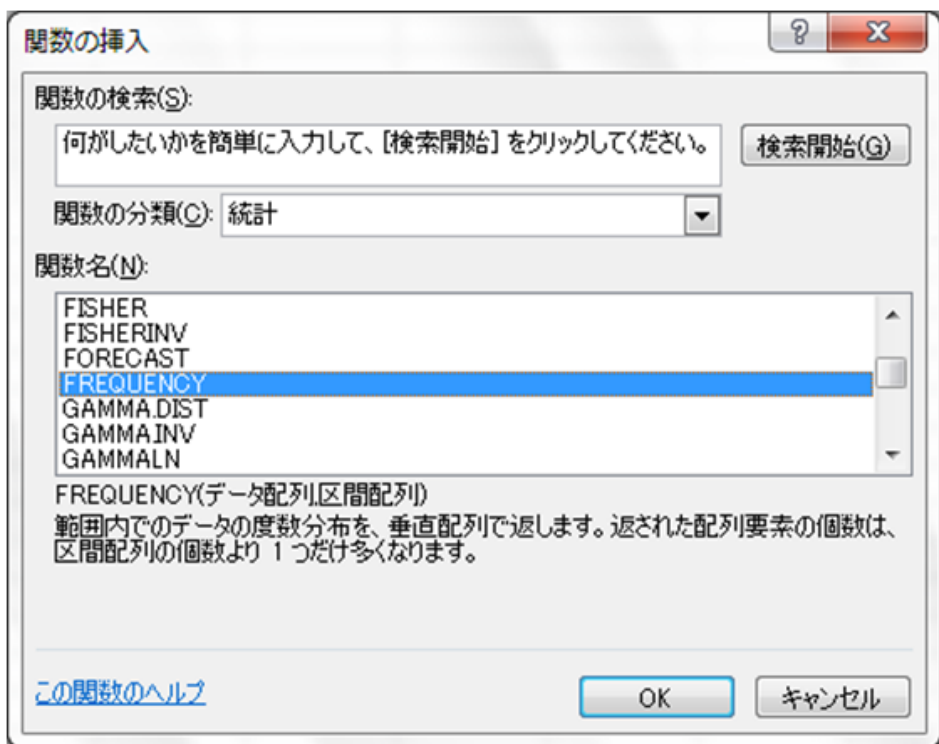 関数の挿入
関数の検索(S):
何がしたいかを簡単に入力して、[検索開始] をクリックしてください。
検索開始(G)
関数の分類(C): 統計
関数名(N):
FISHER
FISHERINV
FORECAST
FREQUENCY
GAMMA.DIST
GAMMA.INV
GAMMALN
FREQUENCY(データ配列,区間配列)
範囲内でのデータの度数分布を、垂直配列で返します。返された配列要素の個数は、
区間配列の個数より 1 つだけ多くなります。
この関数のヘルプ
OK
キャンセル